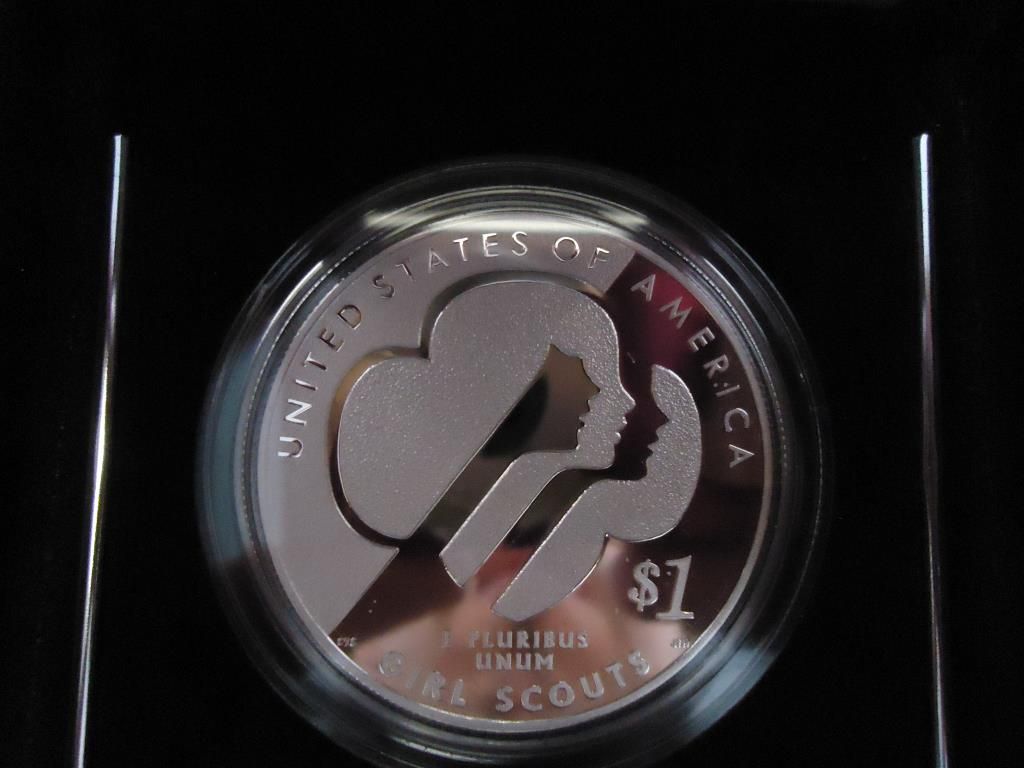 UNITED STATES OF AMERICA
$1
E PLURIBUS
UNUM
GIRL SCOUTS